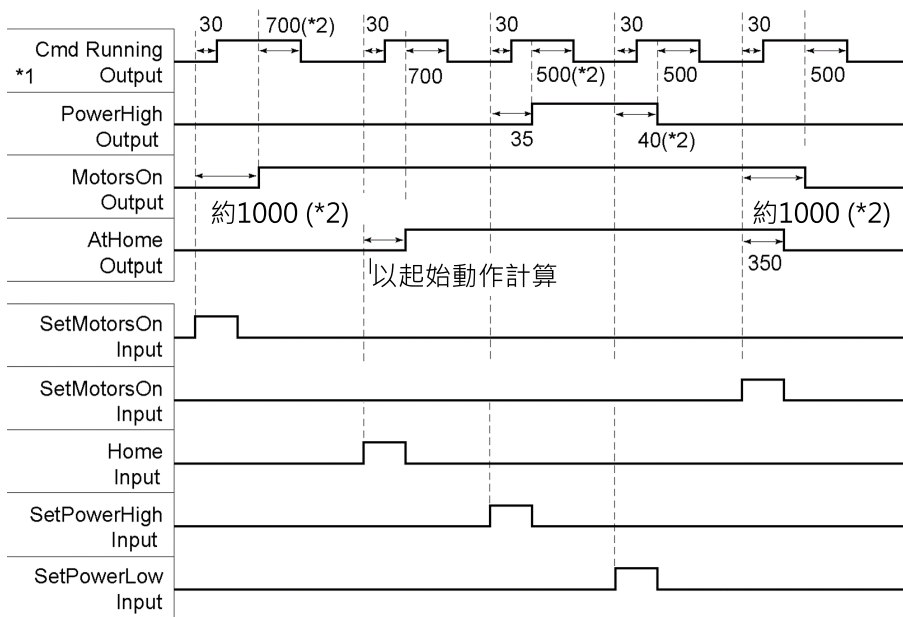 30 700(*2) 30 30 30 30
Cmd Running
*1 Output
700 500(*2) 500 500
PowerHigh
Output
35 40(*2)
MotorsOn
Output
約1000 (*2) 約1000 (*2)
AtHome
Output
以起始動作計算 350
SetMotorsOn
Input
SetMotorsOn
Input
Home
Input
SetPowerHigh
Input
SetPowerLow
Input